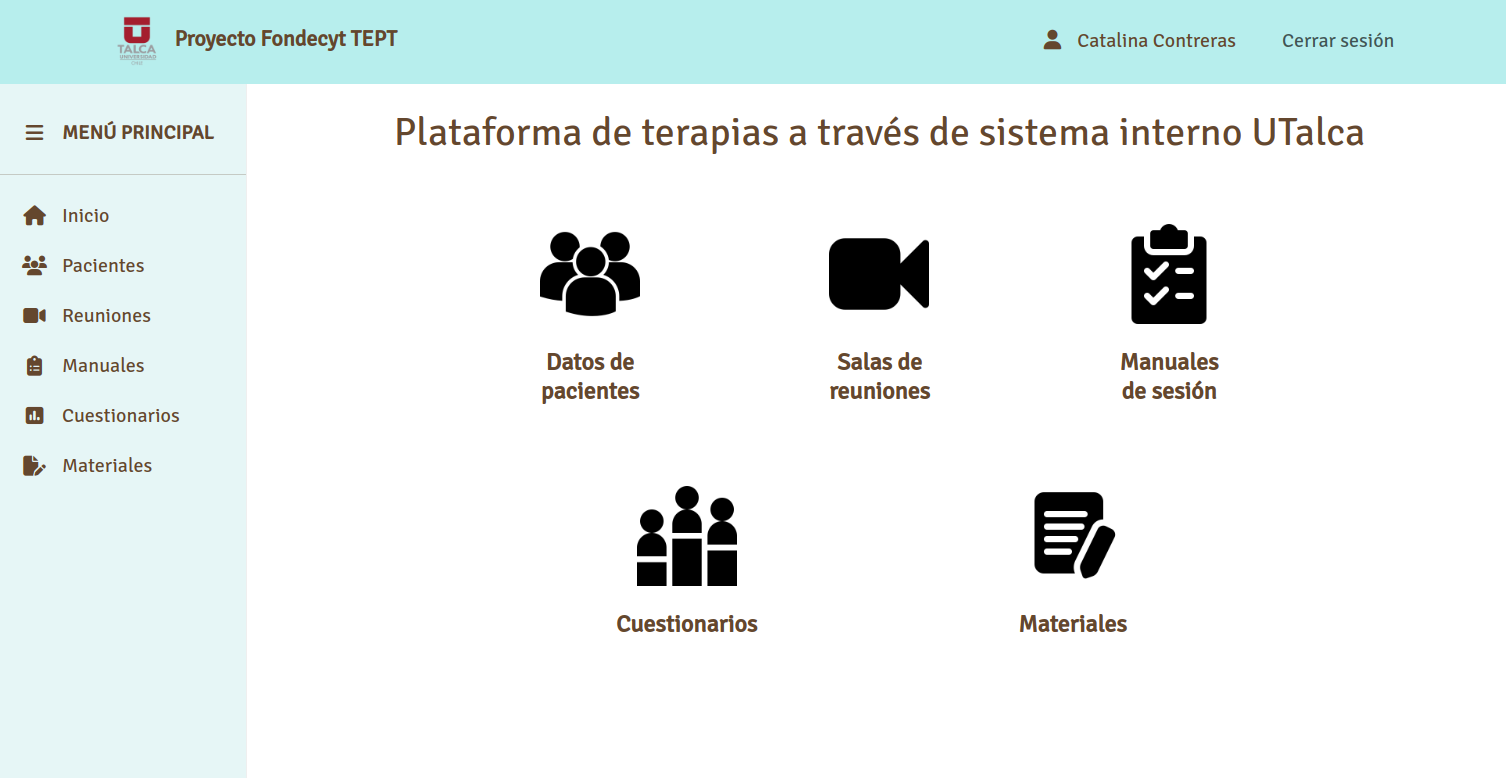 TALCA
UNIVERSIDAD
CHILE
Proyecto Fondecyt TEPT
Catalina Contreras
Cerrar sesión
MENÚ PRINCIPAL
Inicio
Pacientes
Reuniones
Manuales
Cuestionarios
Materiales
Plataforma de terapias a través de sistema interno UTalca
Datos de
pacientes
Salas de
reuniones
Manuales
de sesión
Cuestionarios
Materiales